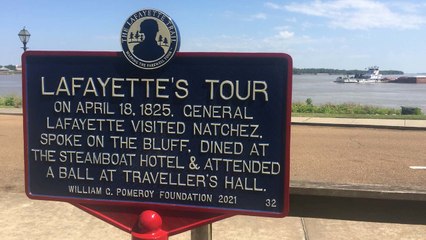 THE LAFAYETTE TRAIL
LAFAYETTE'S TOUR
ON APRIL 18, 1825, GENERAL
LAFAYETTE VISITED NATCHEZ,
SPOKE ON THE BLUFF, DINED AT
THE STEAMBOAT HOTEL & ATTENDED
A BALL AT TRAVELLER'S HALL.
WILLIAM G. POMEROY FOUNDATION 2021 32